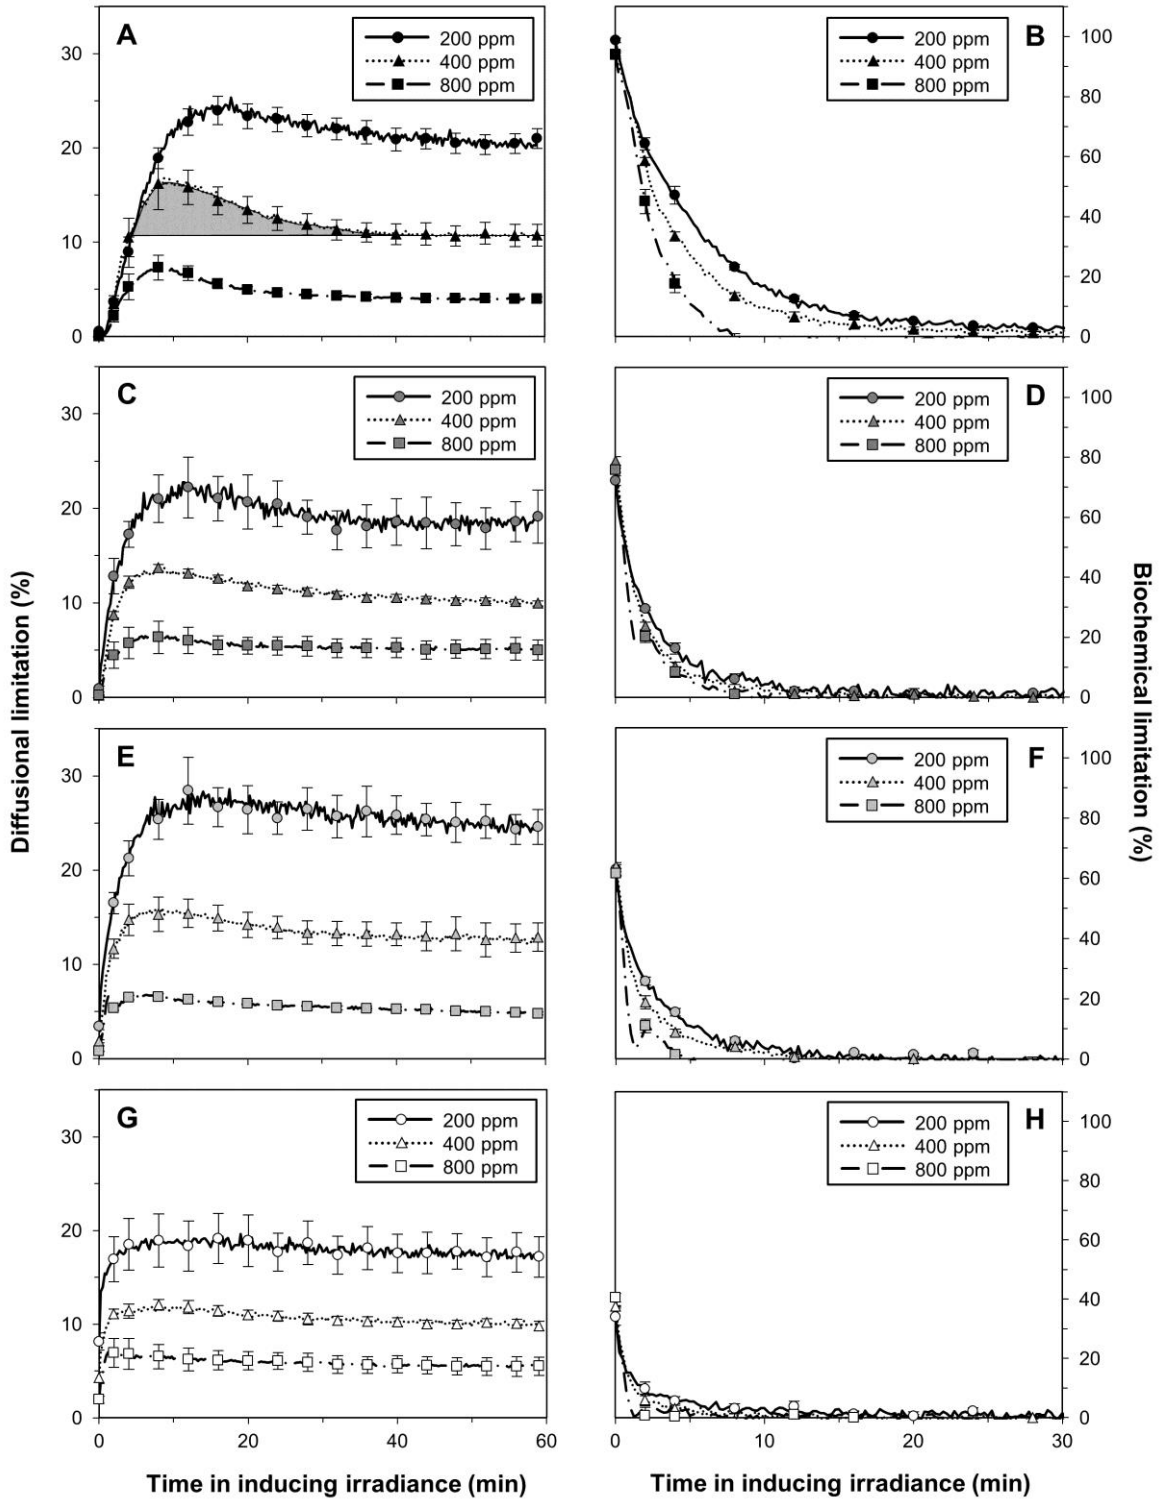 A
200 ppm
400 ppm
800 ppm
30
20
10
0
B
200 ppm
400 ppm
800 ppm
100
80
60
40
20
0
C
200 ppm
400 ppm
800 ppm
30
20
10
0
D
200 ppm
400 ppm
800 ppm
100
80
60
40
20
0
Diffusional limitation (%)
Biochemical limitation (%)
E
200 ppm
400 ppm
800 ppm
30
20
10
0
F
200 ppm
400 ppm
800 ppm
100
80
60
40
20
0
G
200 ppm
400 ppm
800 ppm
30
20
10
0
0 20 40 60
Time in inducing irradiance (min)
H
200 ppm
400 ppm
800 ppm
100
80
60
40
20
0
0 10 20 30
Time in inducing irradiance (min)